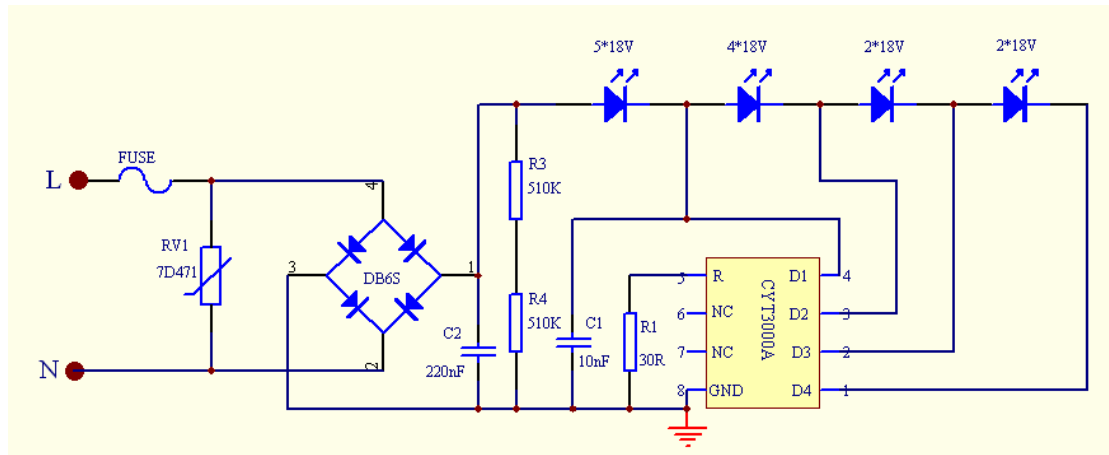 5*18V 4*18V 2*18V 2*18V
FUSE
L
4
R3
510K
RV1
7D471
3
DB6S
1
R4
510K
C2
220nF
C1
10nF
R1
30R
N
2
5 R D1 4
6 NC D2 3
7 NC D3 2
8 GND D4 1
CYT3000A